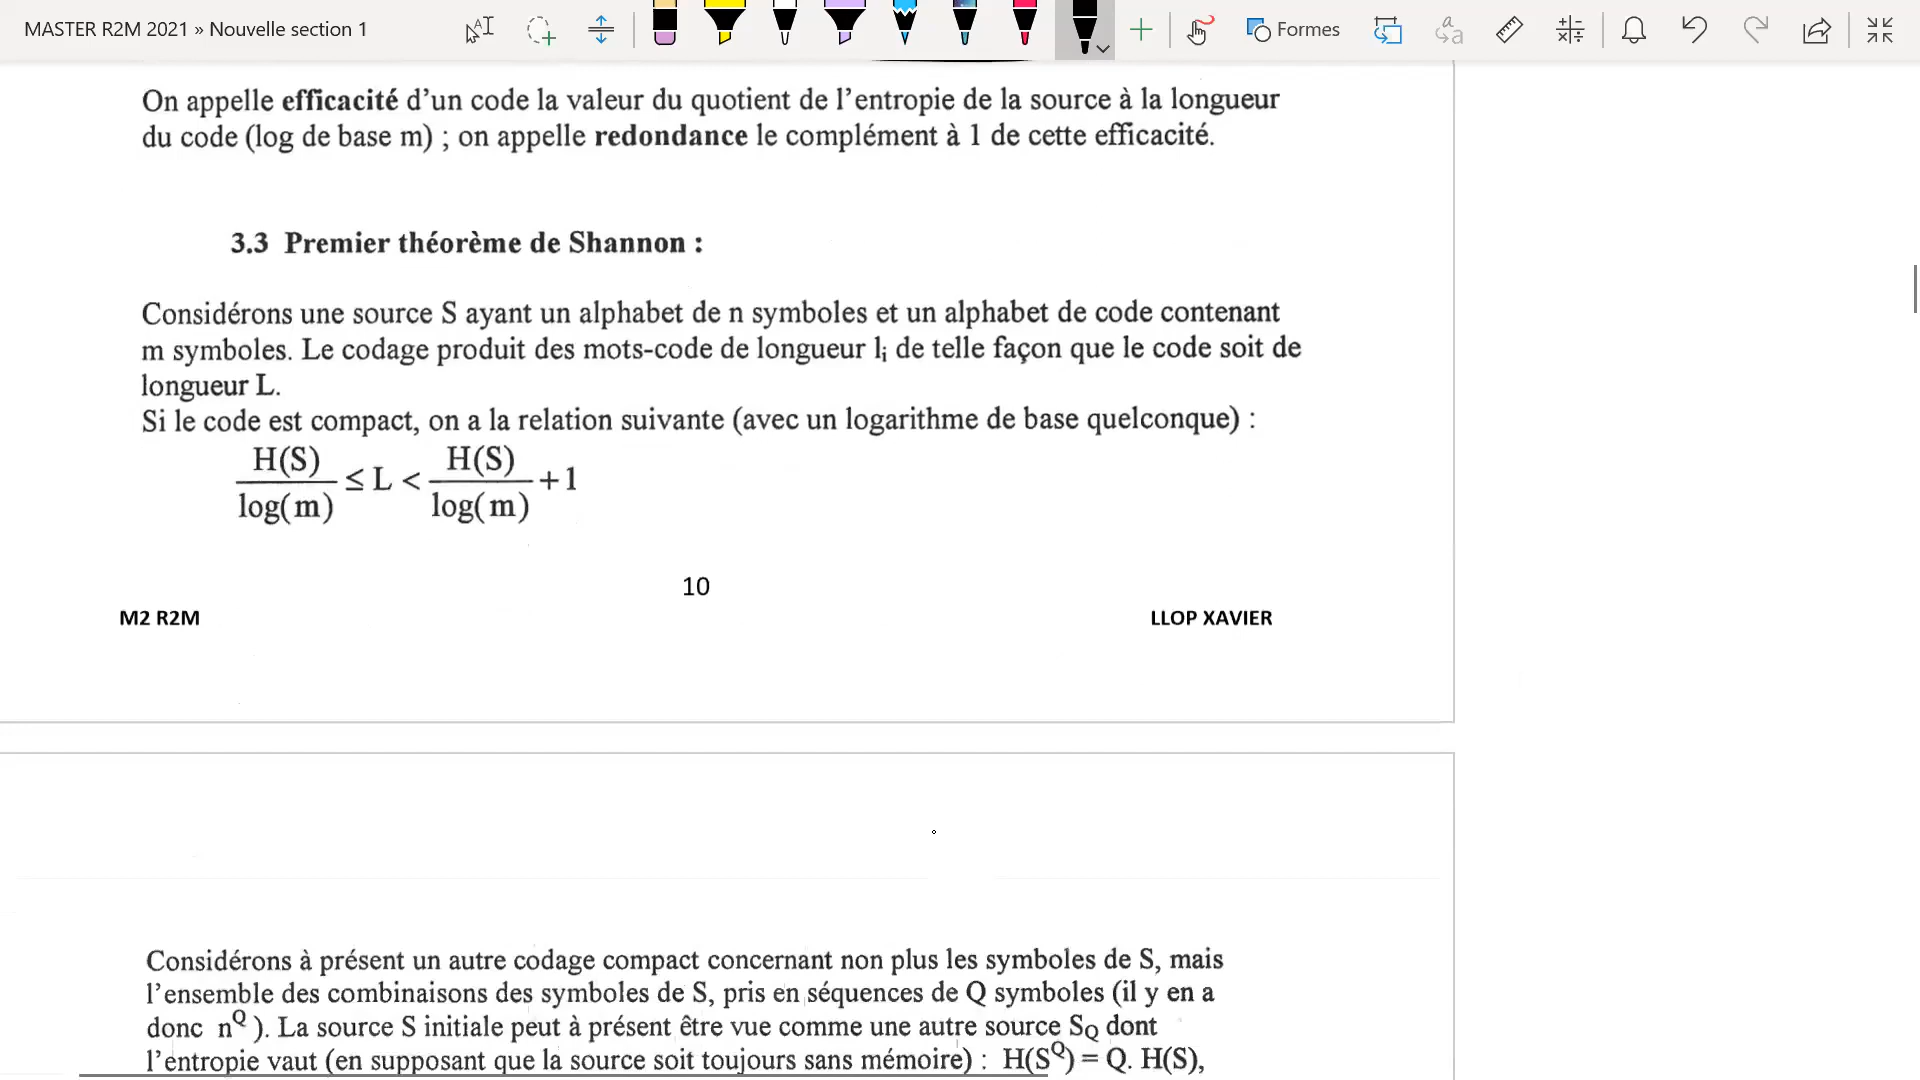 MASTER R2M 2021 » Nouvelle section 1
Formes
On appelle efficacité d'un code la valeur du quotient de l'entropie de la source à la longueur
du code (log de base m) ; on appelle redondance le complément à 1 de cette efficacité.
3.3 Premier théorème de Shannon :
Considérons une source S ayant un alphabet de n symboles et un alphabet de code contenant
m symboles. Le codage produit des mots-code de longueur lᵢ de telle façon que le code soit de
longueur L.
Si le code est compact, on a la relation suivante (avec un logarithme de base quelconque) :
H(S)/log(m) ≤ L < H(S)/log(m) + 1
10
M2 R2M LLOP XAVIER
Considérons à présent un autre codage compact concernant non plus les symboles de S, mais
l'ensemble des combinaisons des symboles de S, pris en séquences de Q symboles (il y en a
donc n^Q ). La source S initiale peut à présent être vue comme une autre source S_Q dont
l'entropie vaut (en supposant que la source soit toujours sans mémoire) : H(S^Q) = Q. H(S),